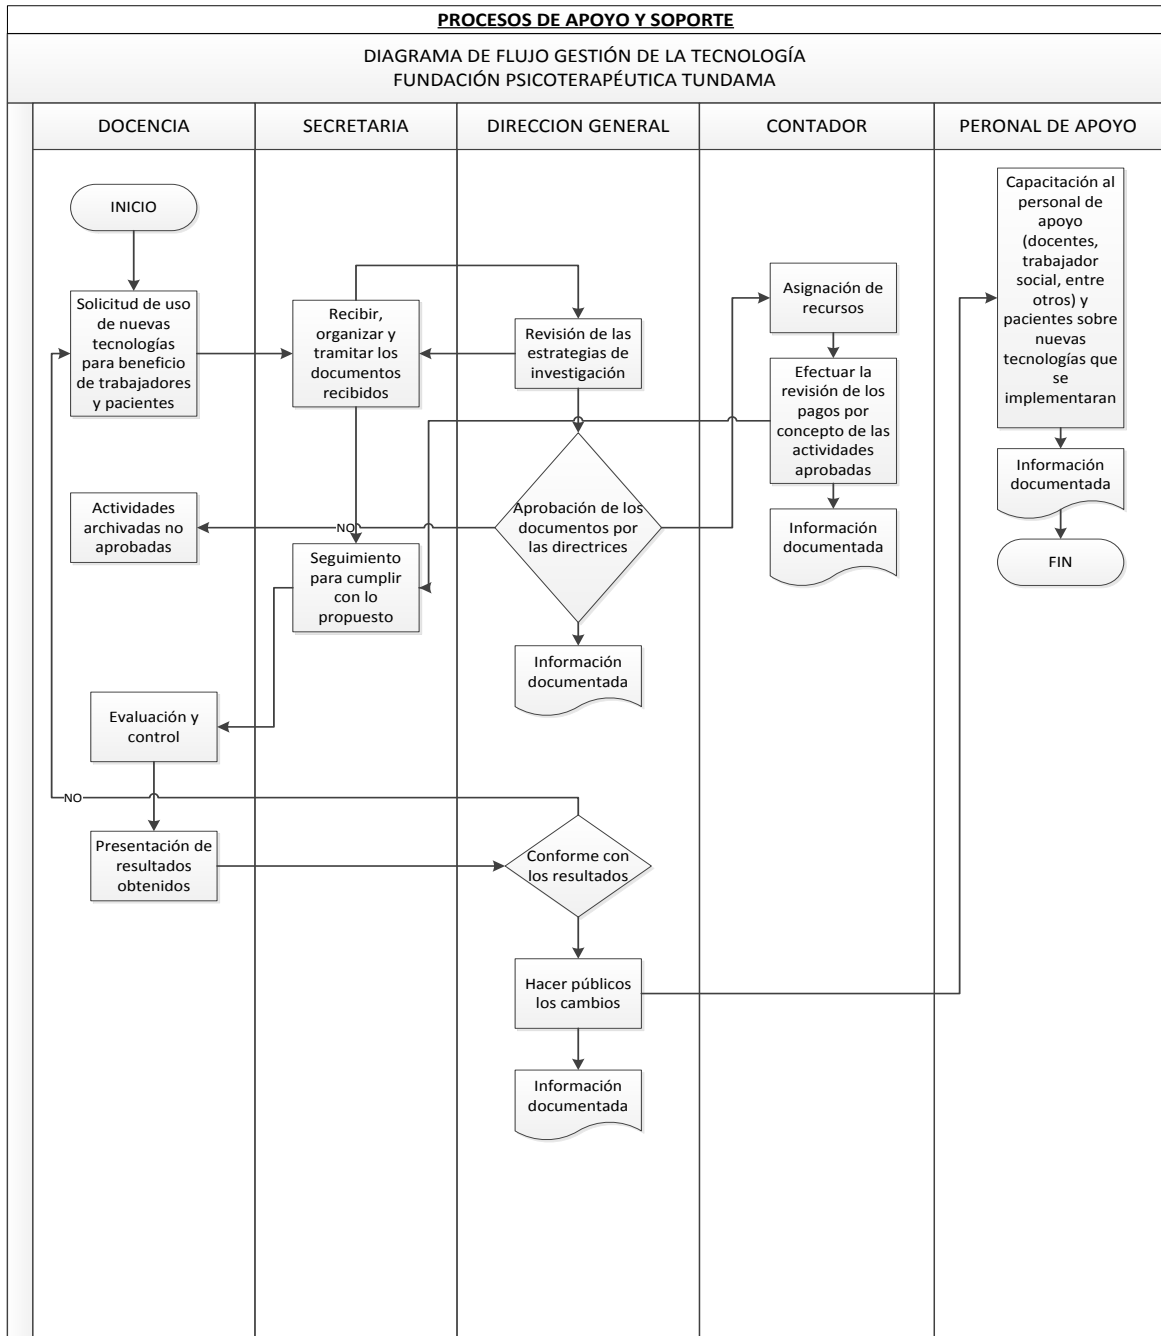 PROCESOS DE APOYO Y SOPORTE
DIAGRAMA DE FLUJO GESTIÓN DE LA TECNOLOGÍA
FUNDACIÓN PSICOTERAPÉUTICA TUNDAMA
DOCENCIA
SECRETARIA
DIRECCION GENERAL
CONTADOR
PERONAL DE APOYO
INICIO
Solicitud de uso
de nuevas
tecnologías
para beneficio
de trabajadores
y pacientes
Actividades
archivadas no
aprobadas
Evaluación y
control
NO
Presentación de
resultados
obtenidos
Recibir,
organizar y
tramitar los
documentos
recibidos
NO
Seguimiento
para cumplir
con lo
propuesto
Revisión de las
estrategias de
investigación
Aprobación de los
documentos por
las directrices
Información
documentada
Conforme con
los resultados
Hacer públicos
los cambios
Información
documentada
Asignación de
recursos
Efectuar la
revisión de los
pagos por
concepto de las
actividades
aprobadas
Información
documentada
Capacitación al
personal de
apoyo
(docentes,
trabajador
social, entre
otros) y
pacientes sobre
nuevas
tecnologías que
se
implementaran
Información
documentada
FIN